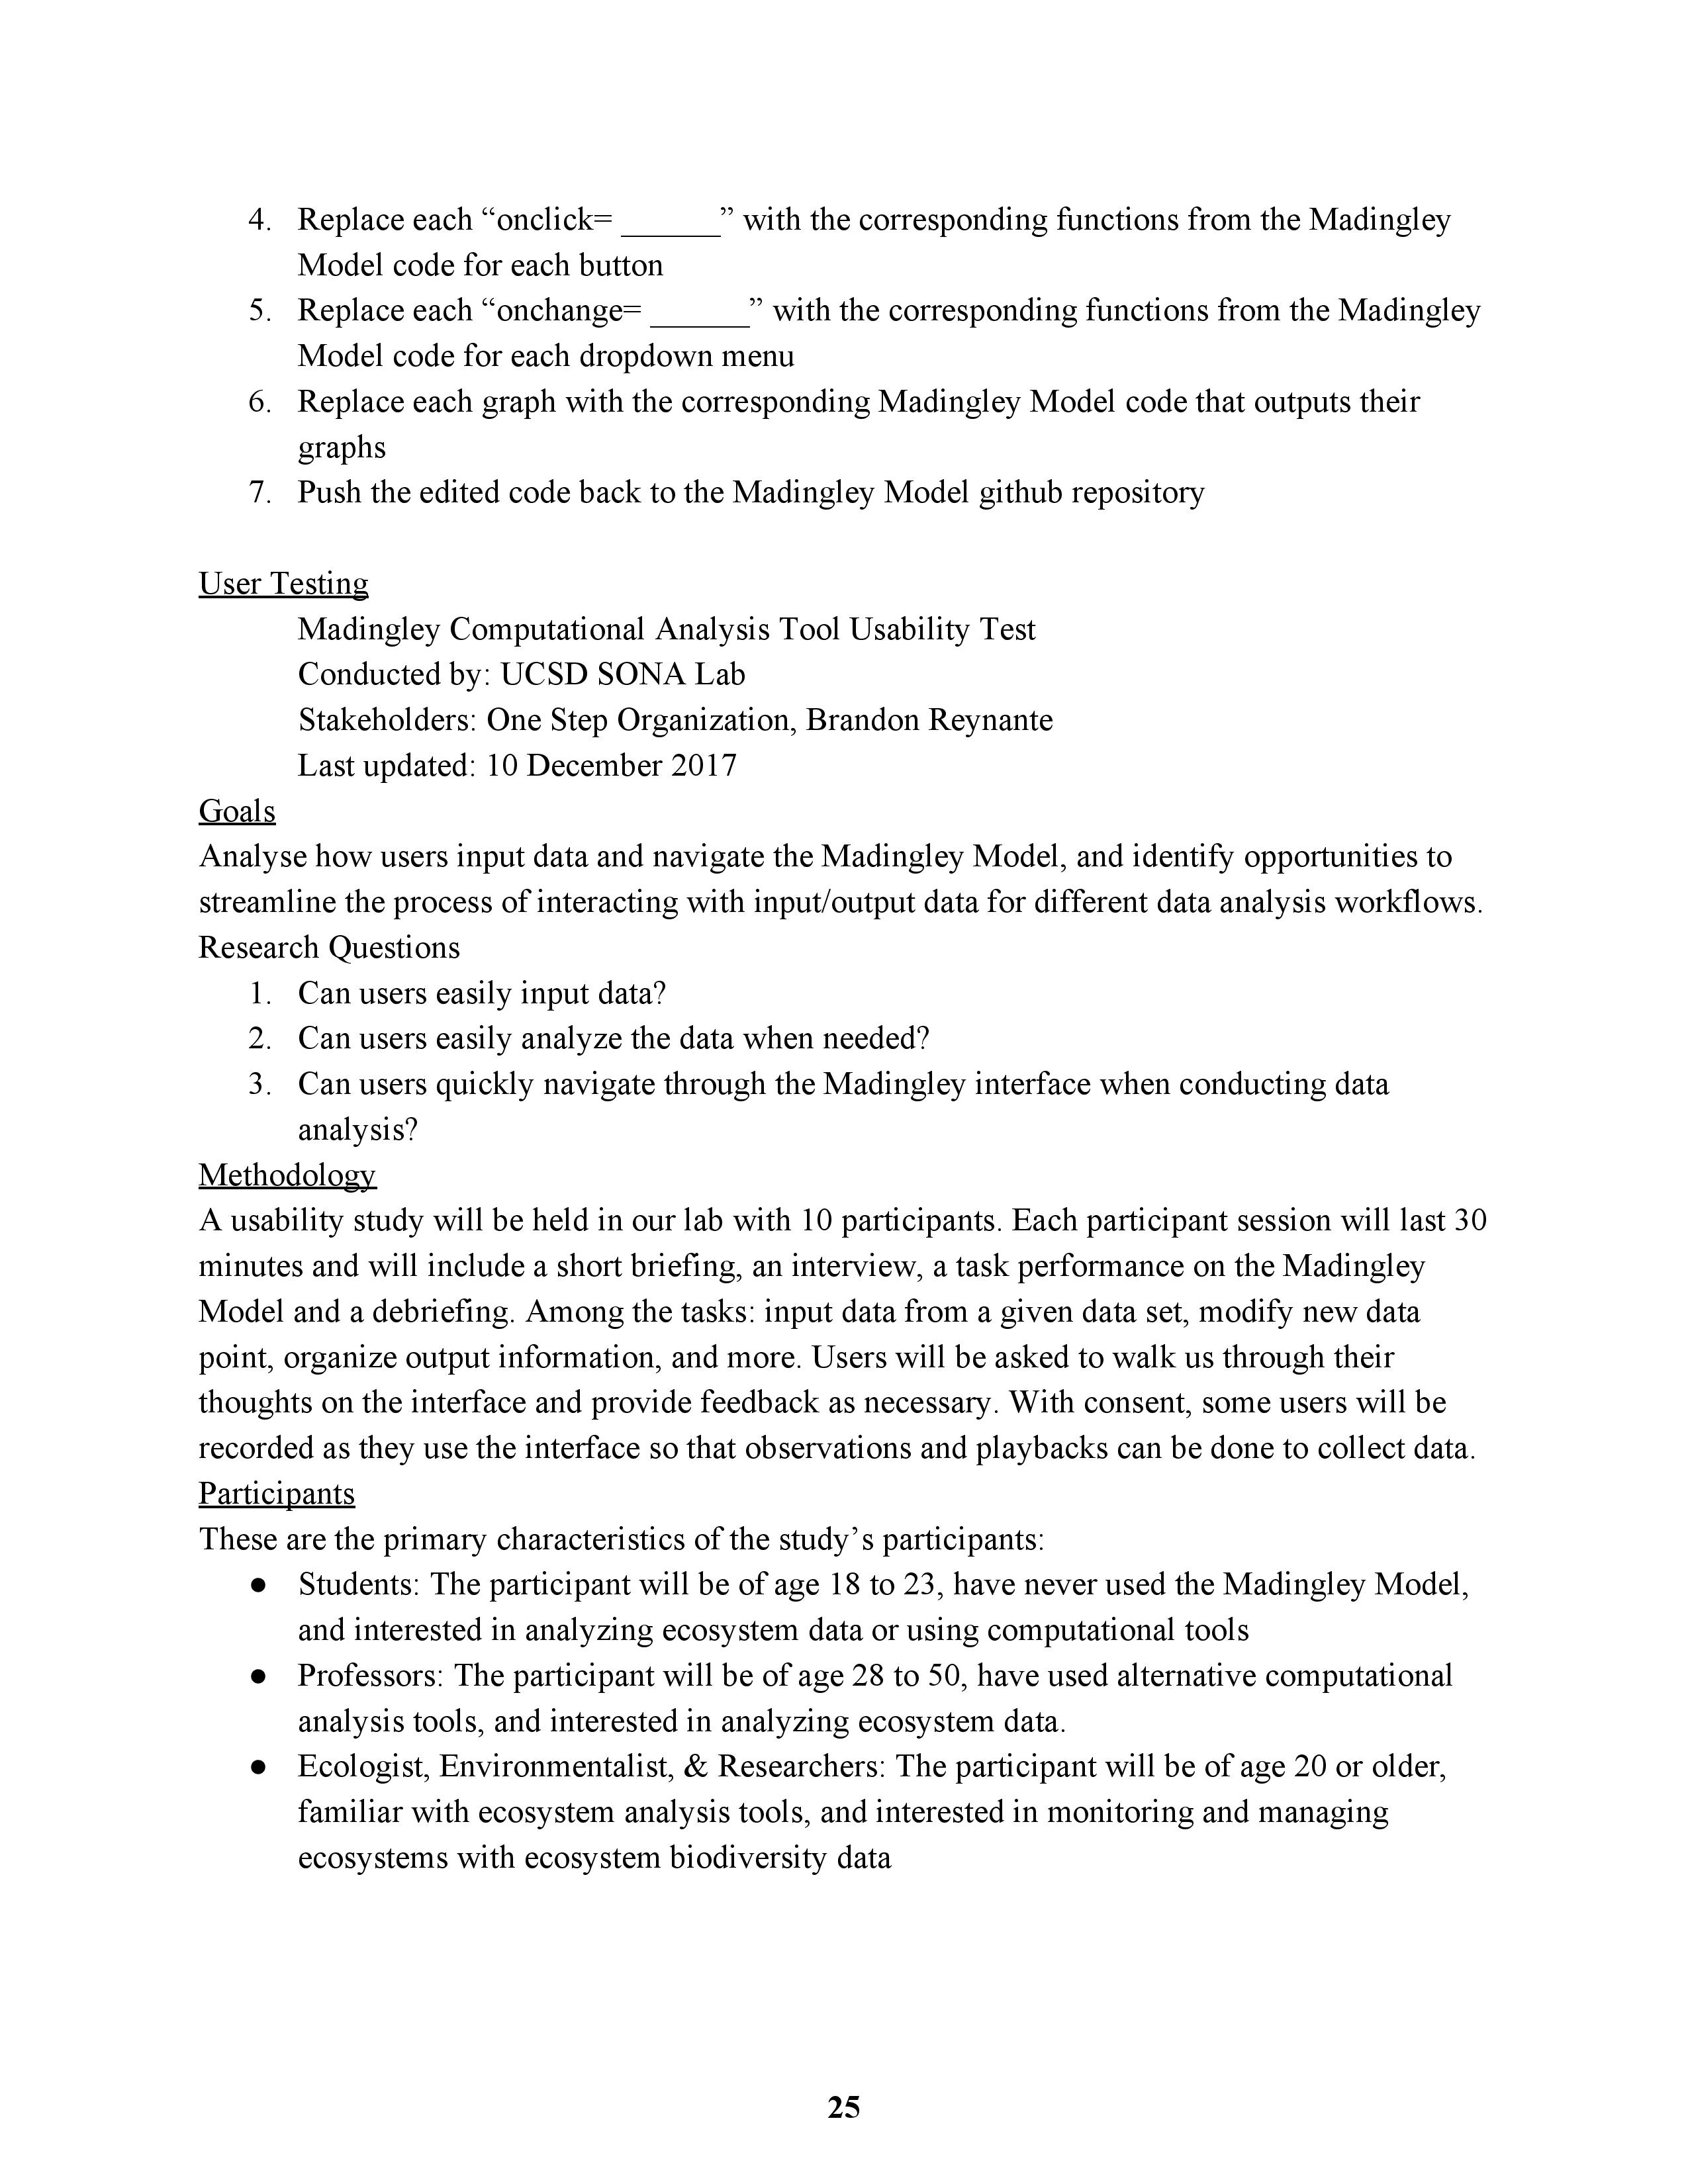 4. Replace each “onclick= ______” with the corresponding functions from the Madingley
Model code for each button
5. Replace each “onchange= ______” with the corresponding functions from the Madingley
Model code for each dropdown menu
6. Replace each graph with the corresponding Madingley Model code that outputs their
graphs
7. Push the edited code back to the Madingley Model github repository
User Testing
Madingley Computational Analysis Tool Usability Test
Conducted by: UCSD SONA Lab
Stakeholders: One Step Organization, Brandon Reynante
Last updated: 10 December 2017
Goals
Analyse how users input data and navigate the Madingley Model, and identify opportunities to
streamline the process of interacting with input/output data for different data analysis workflows.
Research Questions
1. Can users easily input data?
2. Can users easily analyze the data when needed?
3. Can users quickly navigate through the Madingley interface when conducting data
analysis?
Methodology
A usability study will be held in our lab with 10 participants. Each participant session will last 30
minutes and will include a short briefing, an interview, a task performance on the Madingley
Model and a debriefing. Among the tasks: input data from a given data set, modify new data
point, organize output information, and more. Users will be asked to walk us through their
thoughts on the interface and provide feedback as necessary. With consent, some users will be
recorded as they use the interface so that observations and playbacks can be done to collect data.
Participants
These are the primary characteristics of the study’s participants:
● Students: The participant will be of age 18 to 23, have never used the Madingley Model,
and interested in analyzing ecosystem data or using computational tools
● Professors: The participant will be of age 28 to 50, have used alternative computational
analysis tools, and interested in analyzing ecosystem data.
● Ecologist, Environmentalist, & Researchers: The participant will be of age 20 or older,
familiar with ecosystem analysis tools, and interested in monitoring and managing
ecosystems with ecosystem biodiversity data
25